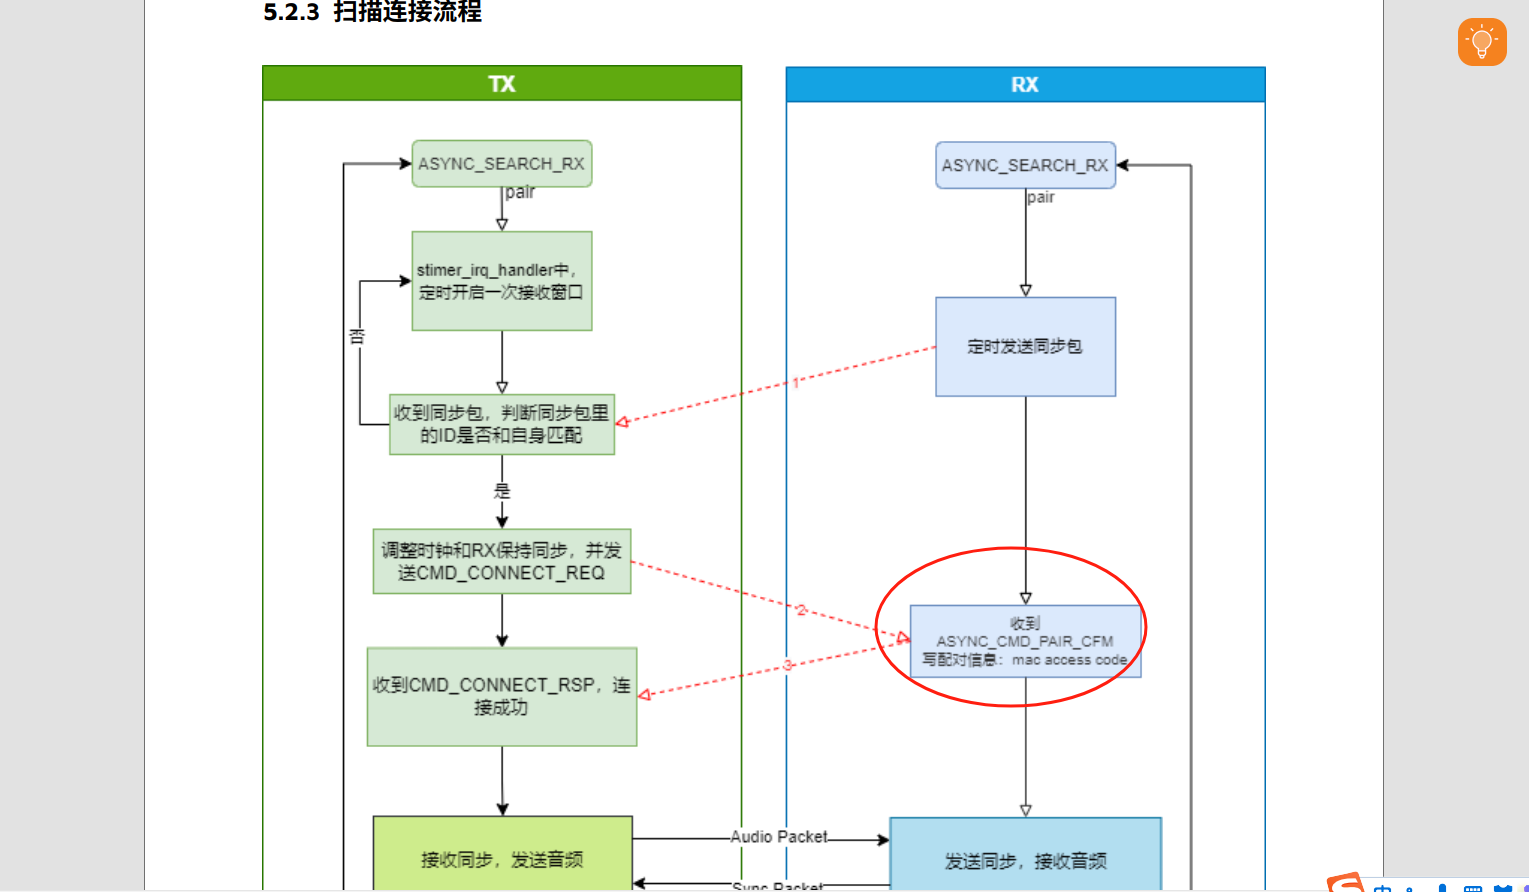 5.2.3 扫描连接流程
TX
RX
ASYNC_SEARCH_RX
pair
stimer_irq_handler中，
定时开启一次接收窗口
否
收到同步包，判断同步包里
的ID是否和自身匹配
是
调整时钟和RX保持同步，并发
送CMD_CONNECT_REQ
收到CMD_CONNECT_RSP，连
接成功
接收同步，发送音频
1
2
3
Audio Packet
Sync Packet
ASYNC_SEARCH_RX
pair
定时发送同步包
收到
ASYNC_CMD_PAIR_CFM
写配对信息：mac access code
发送同步，接收音频